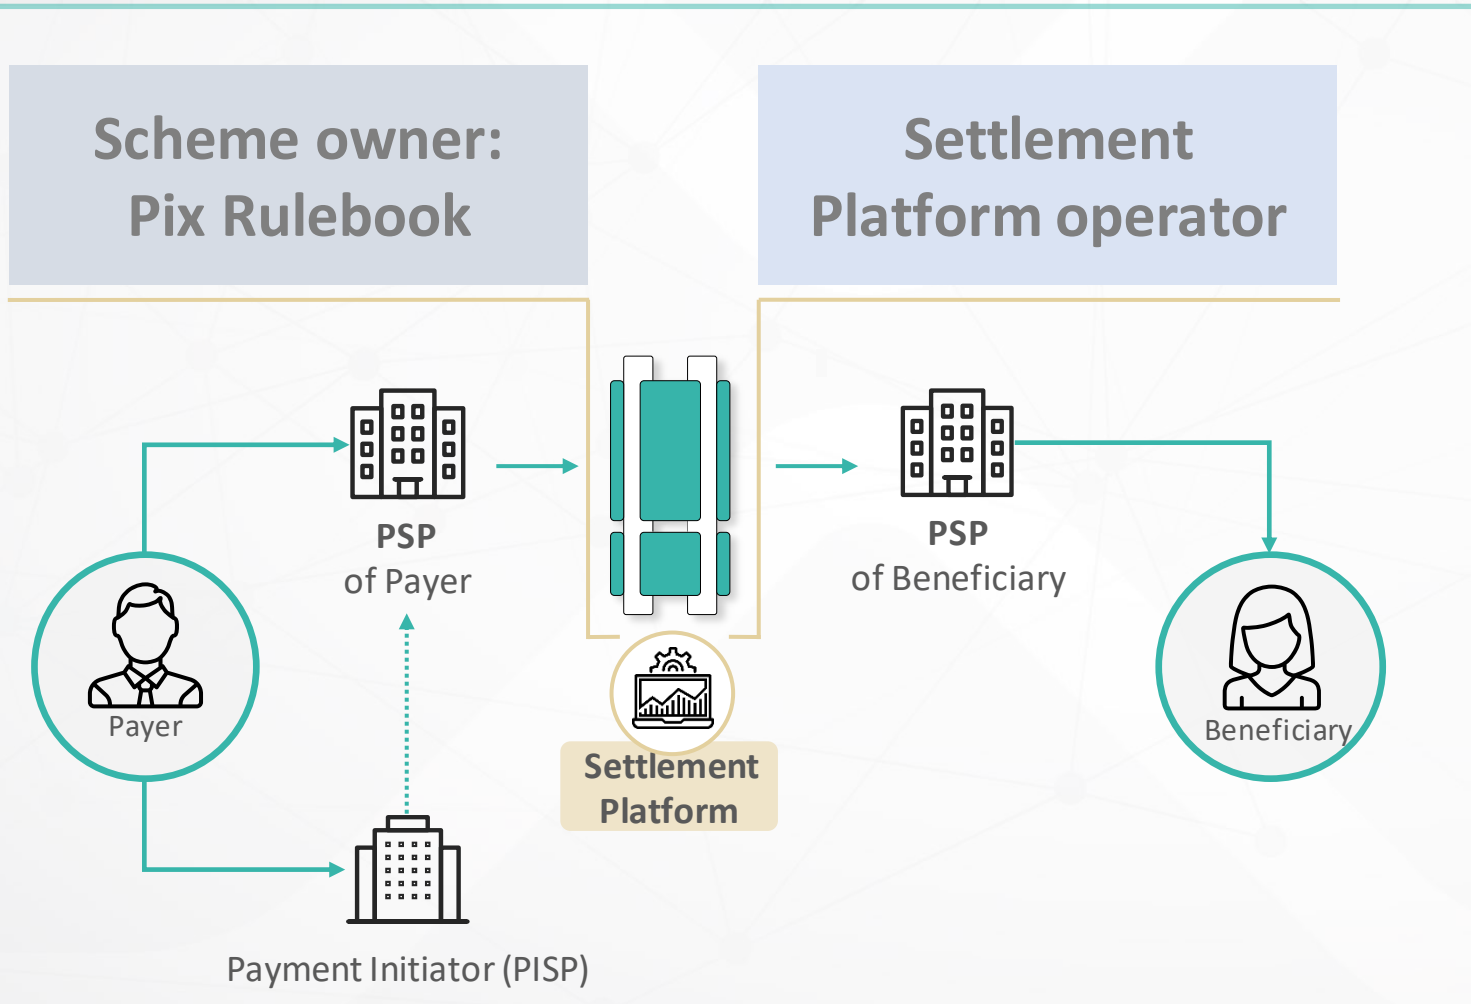 Scheme owner:
Pix Rulebook
Settlement
Platform operator
PSP
of Payer
PSP
of Beneficiary
Payer
Beneficiary
Settlement
Platform
Payment Initiator (PISP)